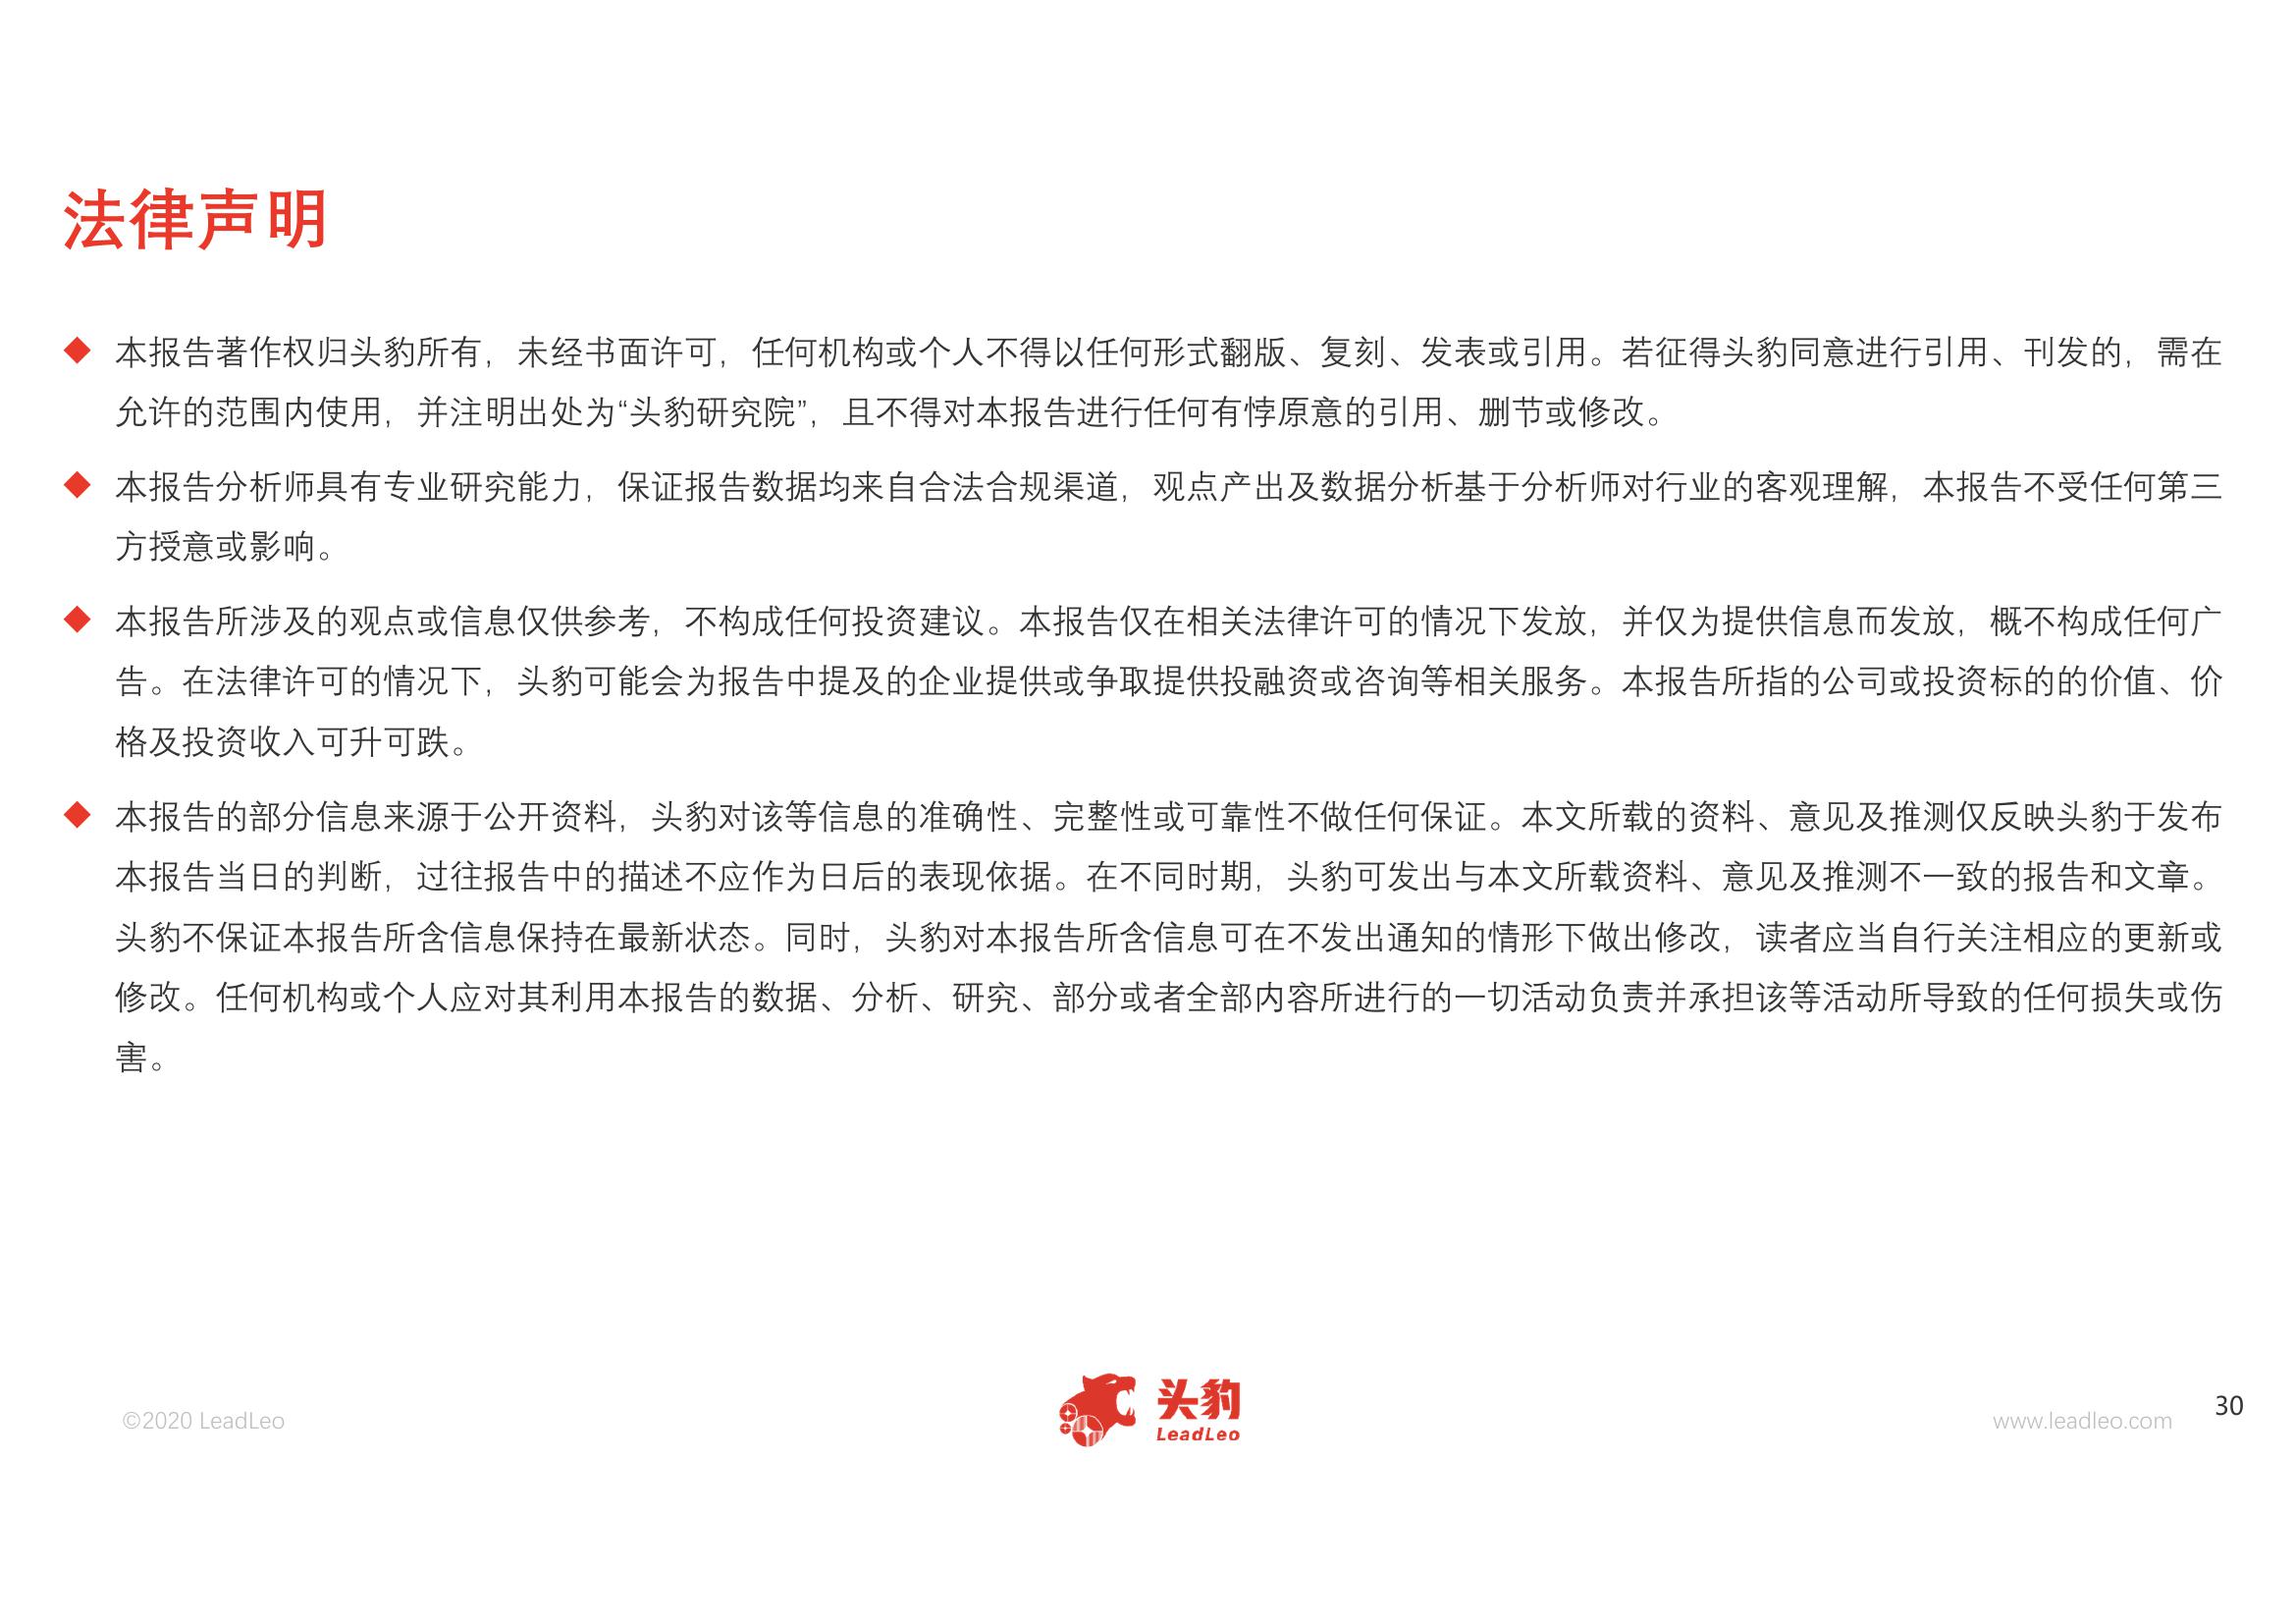 法律声明
◆ 本报告著作权归头豹所有，未经书面许可，任何机构或个人不得以任何形式翻版、复刻、发表或引用。若征得头豹同意进行引用、刊发的，需在
允许的范围内使用，并注明出处为“头豹研究院”，且不得对本报告进行任何有悖原意的引用、删节或修改。
◆ 本报告分析师具有专业研究能力，保证报告数据均来自合法合规渠道，观点产出及数据分析基于分析师对行业的客观理解，本报告不受任何第三
方授意或影响。
◆ 本报告所涉及的观点或信息仅供参考，不构成任何投资建议。本报告仅在相关法律许可的情况下发放，并仅为提供信息而发放，概不构成任何广
告。在法律许可的情况下，头豹可能会为报告中提及的企业提供或争取提供投融资或咨询等相关服务。本报告所指的公司或投资标的的价值、价
格及投资收入可升可跌。
◆ 本报告的部分信息来源于公开资料，头豹对该等信息的准确性、完整性或可靠性不做任何保证。本文所载的资料、意见及推测仅反映头豹于发布
本报告当日的判断，过往报告中的描述不应作为日后的表现依据。在不同时期，头豹可发出与本文所载资料、意见及推测不一致的报告和文章。
头豹不保证本报告所含信息保持在最新状态。同时，头豹对本报告所含信息可在不发出通知的情形下做出修改，读者应当自行关注相应的更新或
修改。任何机构或个人应对其利用本报告的数据、分析、研究、部分或者全部内容所进行的一切活动负责并承担该等活动所导致的任何损失或伤
害。
©2020 LeadLeo
头豹
LeadLeo
www.leadleo.com
30